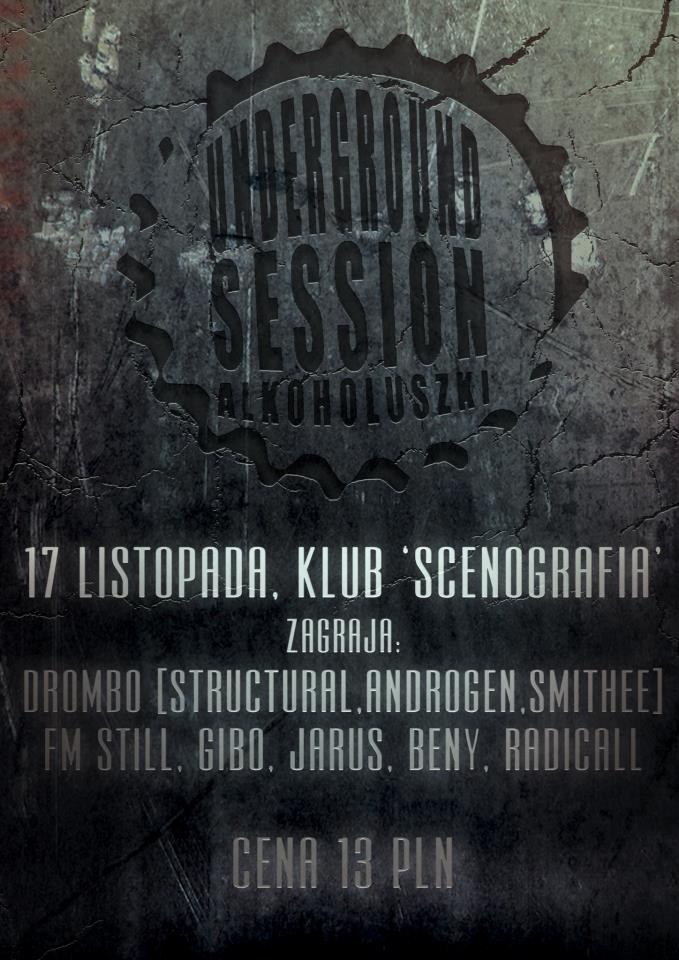 UNDERGROUND
SESSION
ALKOHOLUSZKI
17 LISTOPADA, KLUB ‘SCENOGRAFIA’
ZAGRAJA:
DROMBO [STRUCTURAL,ANDROGEN,SMITHEE]
FM STILL, GIBO, JARUS, BENY, RADICALL
CENA 13 PLN